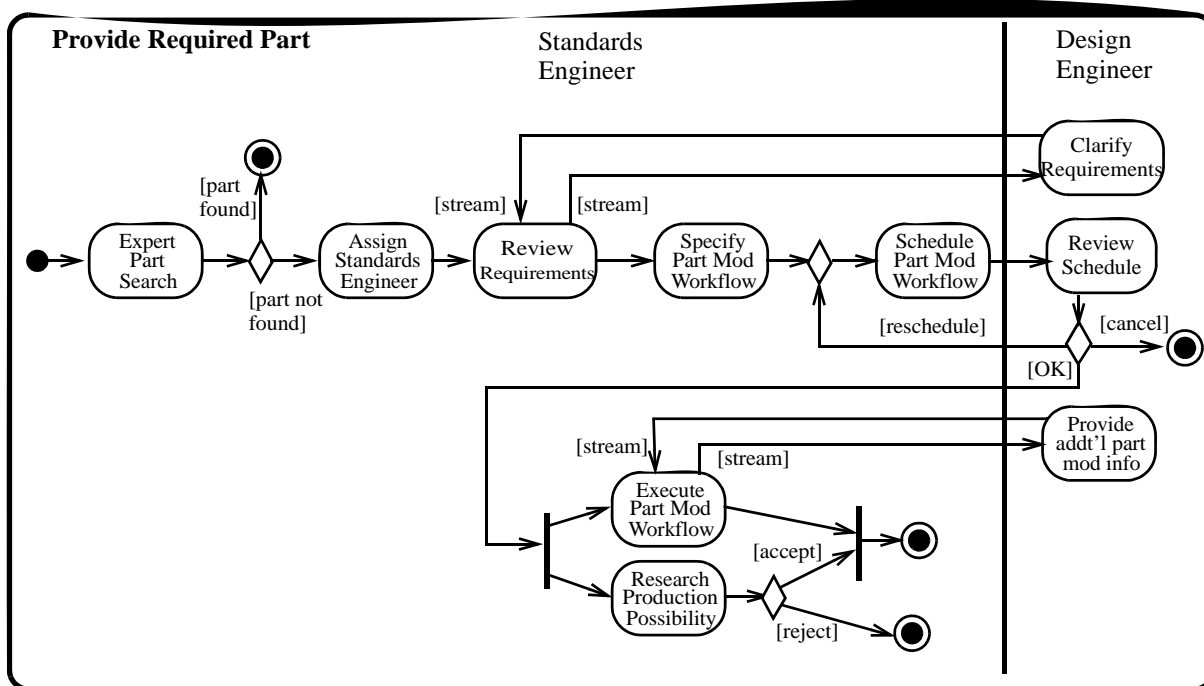 Provide Required Part
Standards
Engineer
Design
Engineer
Clarify
Requirements
[part
found]
[stream]
[stream]
Expert
Part
Search
Assign
Standards
Engineer
Review
Requirements
Specify
Part Mod
Workflow
Schedule
Part Mod
Workflow
Review
Schedule
[part not
found]
[reschedule]
[cancel]
[OK]
Provide
addt'l part
mod info
[stream]
[stream]
Execute
Part Mod
Workflow
[accept]
Research
Production
Possibility
[reject]